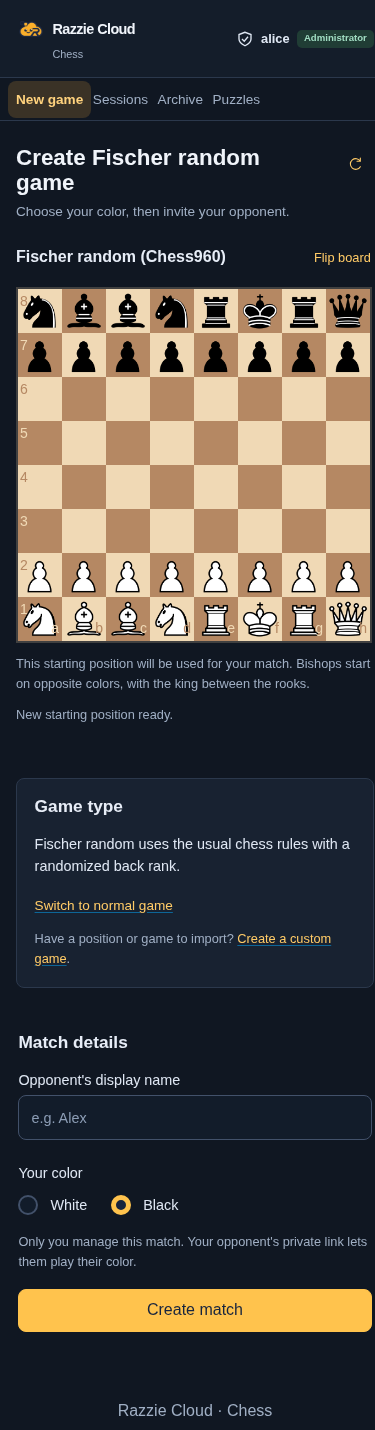 Razzie Cloud
Chess
alice Administrator
New game Sessions Archive Puzzles
Create Fischer random
game
Choose your color, then invite your opponent.
Fischer random (Chess960) Flip board
8
7
6
5
4
3
2
1 a b c d e f g h
This starting position will be used for your match. Bishops start
on opposite colors, with the king between the rooks.
New starting position ready.
Game type
Fischer random uses the usual chess rules with a
randomized back rank.
Switch to normal game
Have a position or game to import? Create a custom
game.
Match details
Opponent's display name
e.g. Alex
Your color
White Black
Only you manage this match. Your opponent's private link lets
them play their color.
Create match
Razzie Cloud · Chess